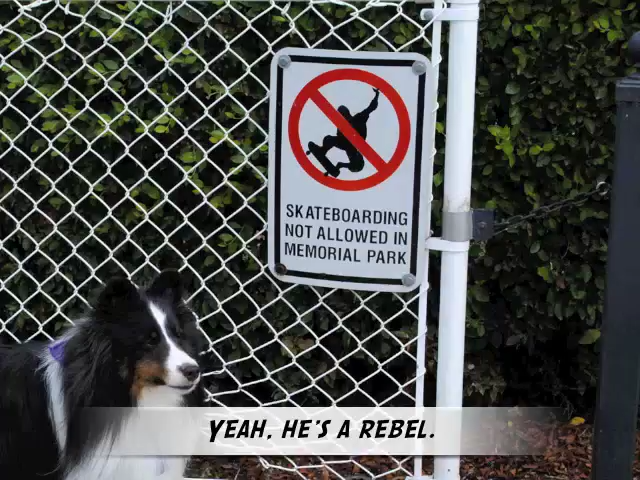 SKATEBOARDING
NOT ALLOWED IN
MEMORIAL PARK
YEAH, HE'S A REBEL.